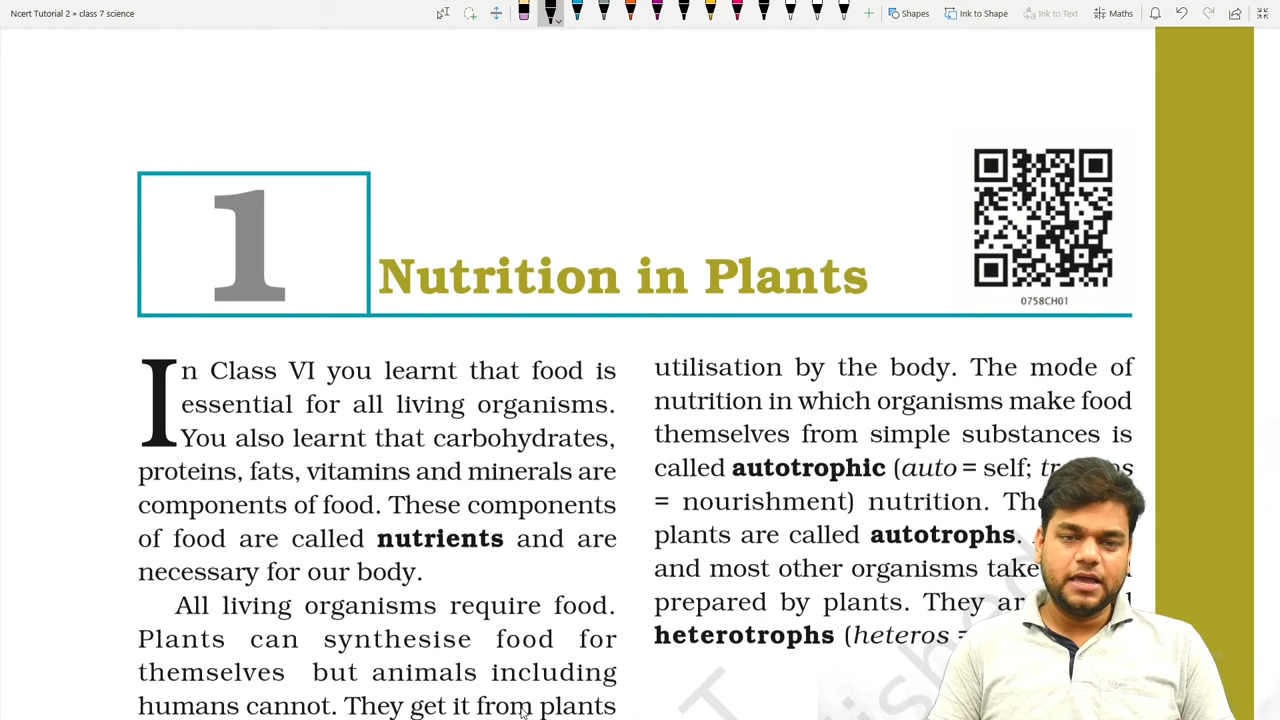 Ncert Tutorial 2 » class 7 science
Shapes
Ink to Shape
Ink to Text
Maths
1
Nutrition in Plants
0758CH01
In Class VI you learnt that food is
essential for all living organisms.
You also learnt that carbohydrates,
proteins, fats, vitamins and minerals are
components of food. These components
of food are called nutrients and are
necessary for our body.
All living organisms require food.
Plants can synthesise food for
themselves but animals including
humans cannot. They get it from plants
utilisation by the body. The mode of
nutrition in which organisms make food
themselves from simple substances is
called autotrophic (auto = self;
= nourishment) nutrition.
plants are called autotrophs.
and most other organisms take
prepared by plants. They
heterotrophs (heteros =